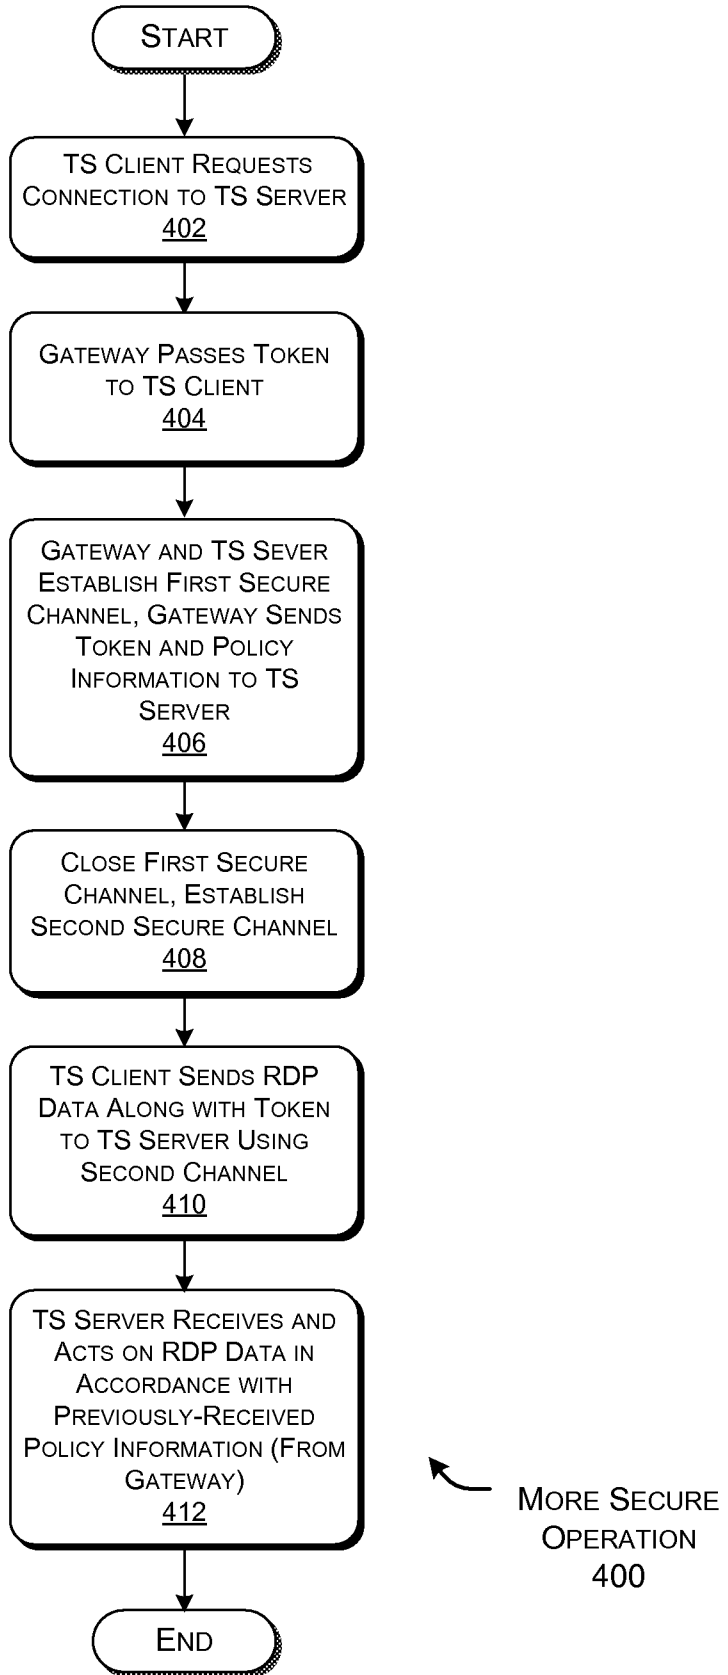 START
TS CLIENT REQUESTS
CONNECTION TO TS SERVER
402
GATEWAY PASSES TOKEN
TO TS CLIENT
404
GATEWAY AND TS SEVER
ESTABLISH FIRST SECURE
CHANNEL, GATEWAY SENDS
TOKEN AND POLICY
INFORMATION TO TS
SERVER
406
CLOSE FIRST SECURE
CHANNEL, ESTABLISH
SECOND SECURE CHANNEL
408
TS CLIENT SENDS RDP
DATA ALONG WITH TOKEN
TO TS SERVER USING
SECOND CHANNEL
410
TS SERVER RECEIVES AND
ACTS ON RDP DATA IN
ACCORDANCE WITH
PREVIOUSLY-RECEIVED
POLICY INFORMATION (FROM
GATEWAY)
412
END
MORE SECURE
OPERATION
400